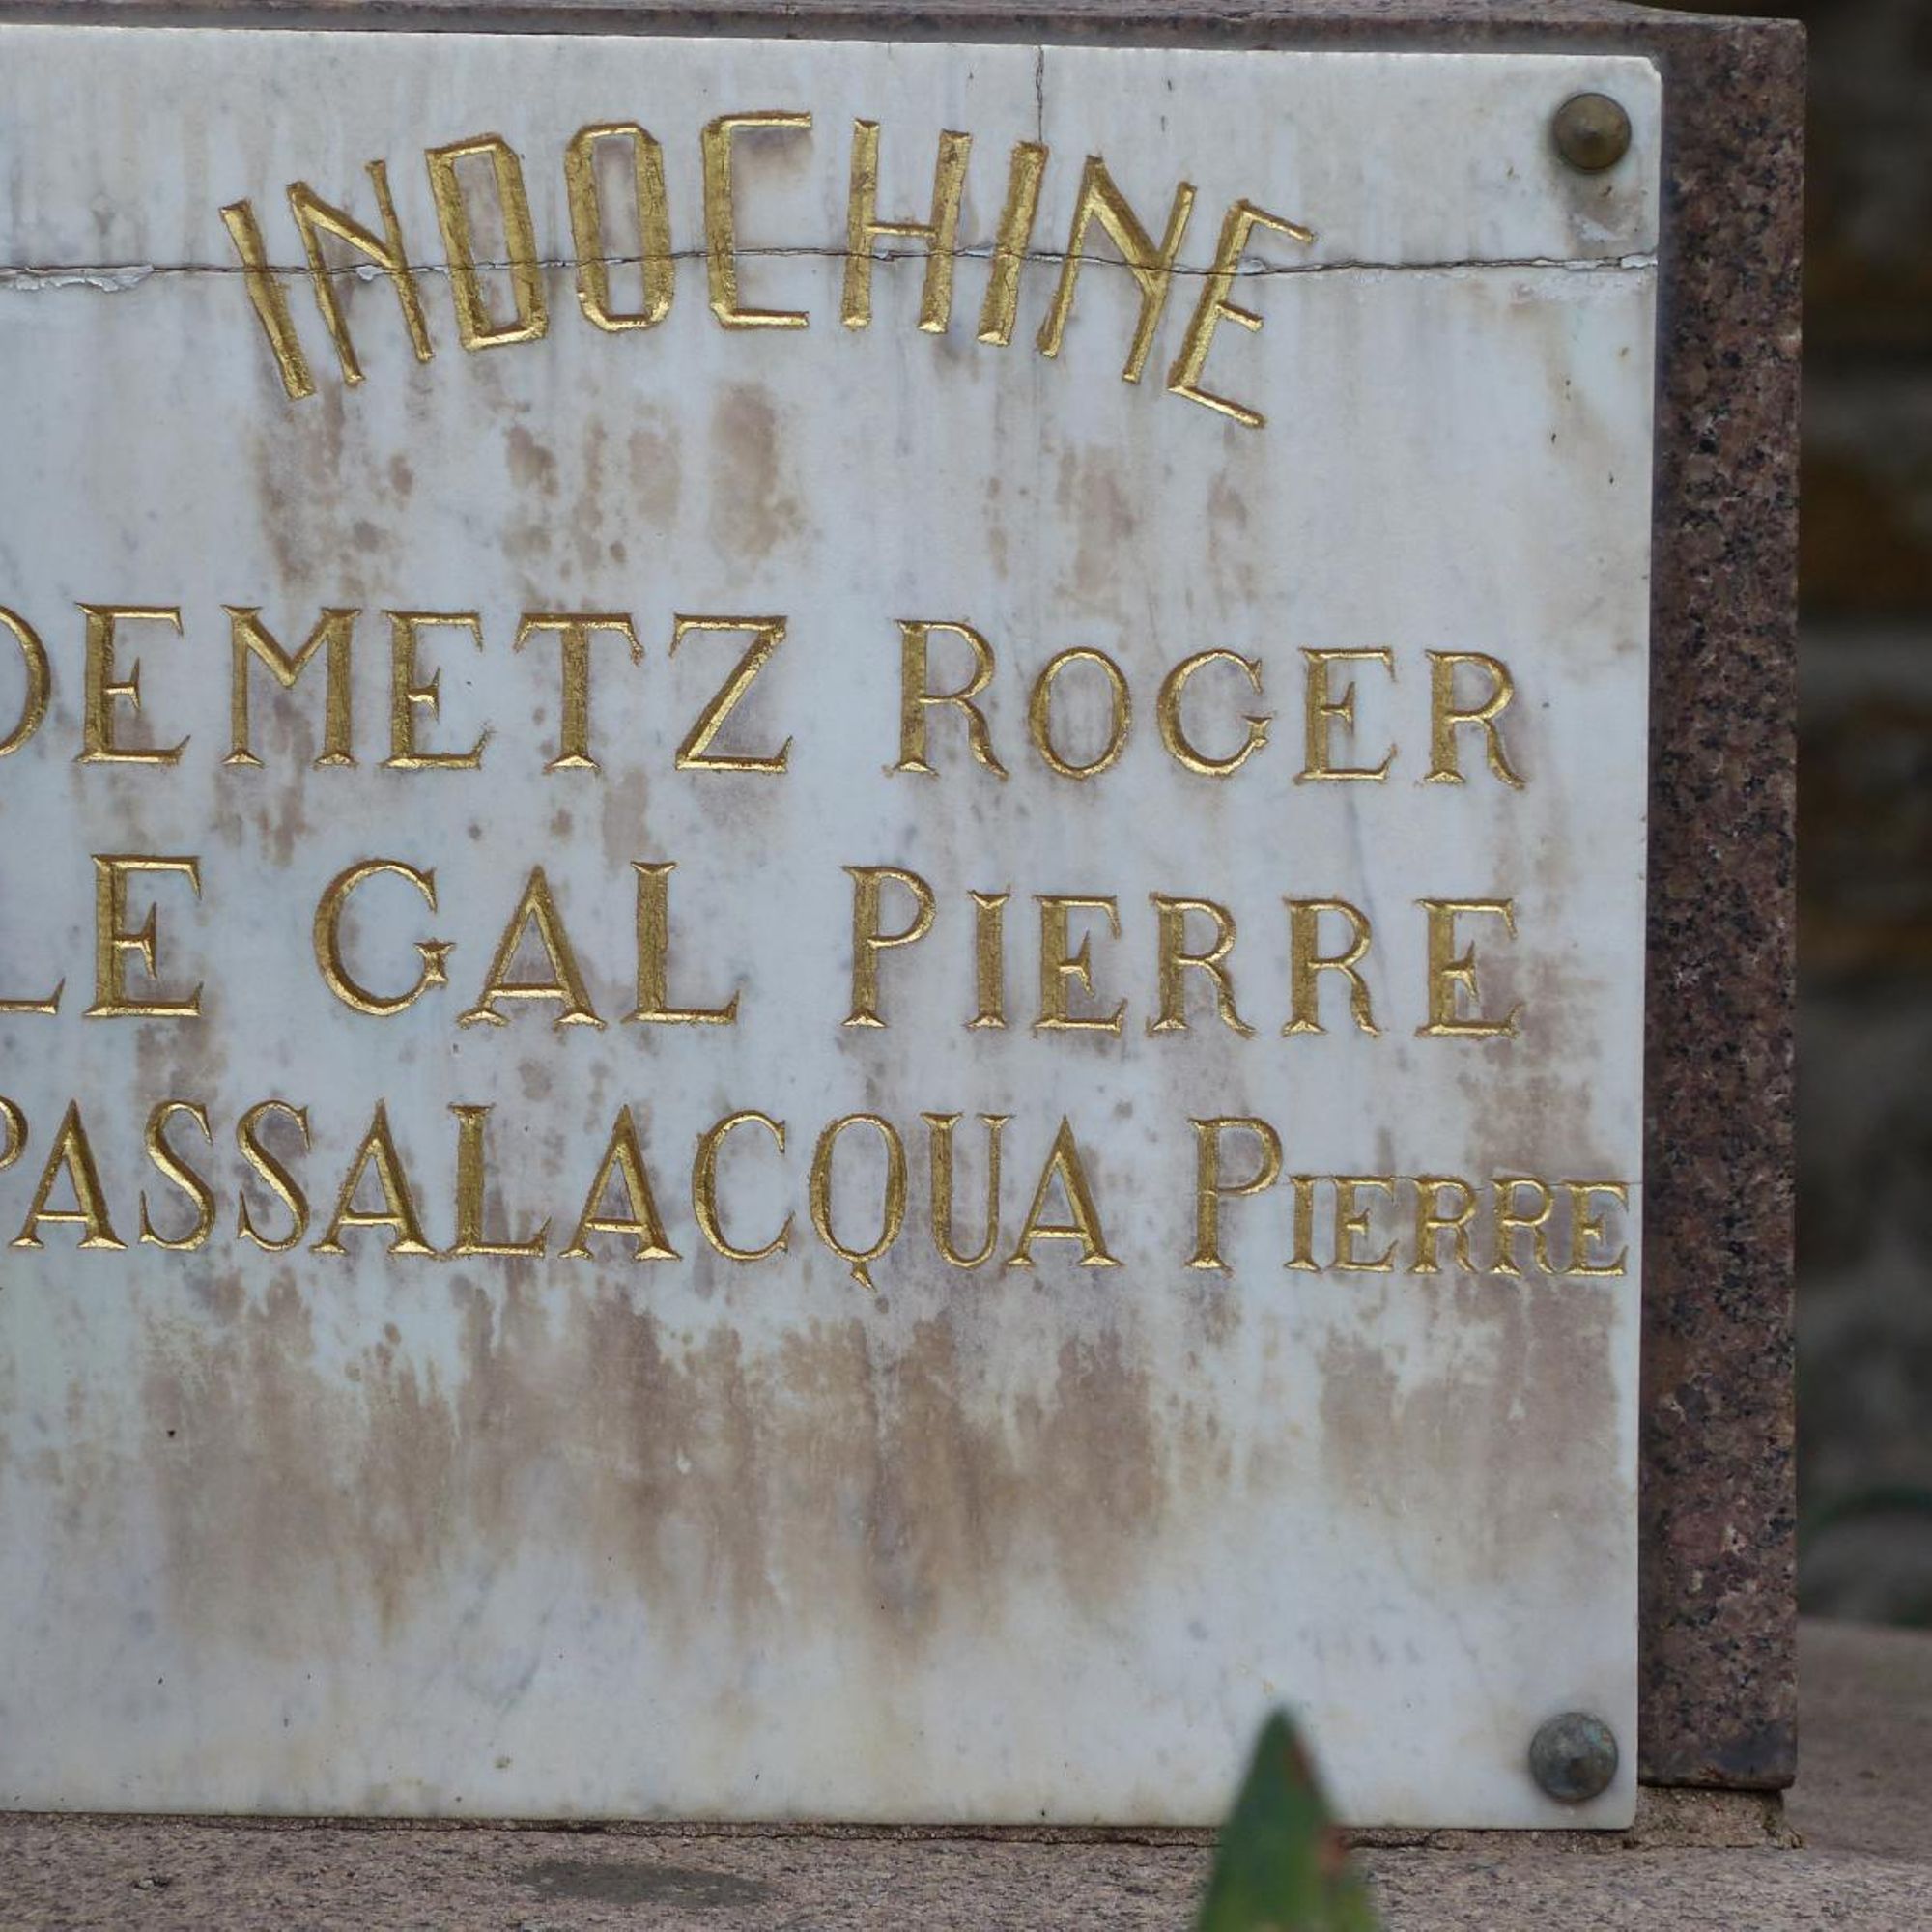 INDOCHINE
DEMETZ ROGER
LE GAL PIERRE
PASSALACQUA PIERRE